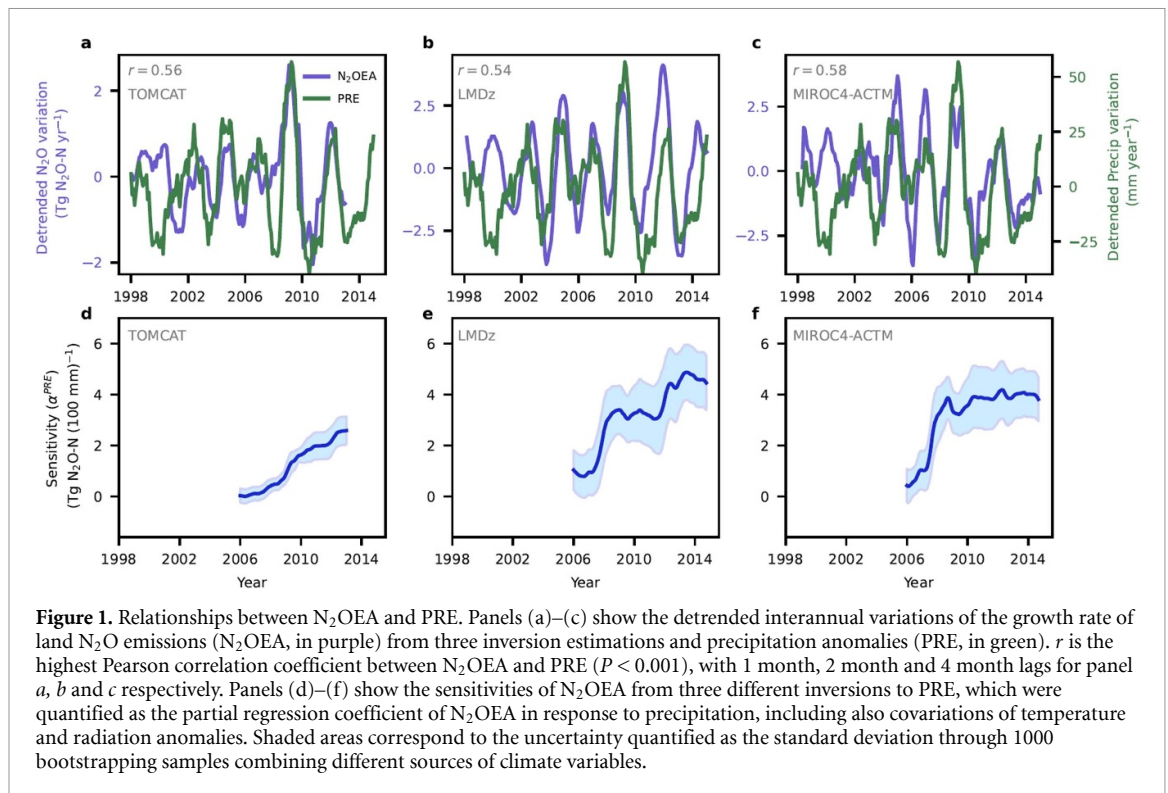 a
b
c
r = 0.56
TOMCAT
N₂OEA
PRE
r = 0.54
LMDz
r = 0.58
MIROC4-ACTM
Detrended N₂O variation
(Tg N₂O-N yr⁻¹)
2
0
−2
2.5
0.0
−2.5
2.5
0.0
−2.5
50
25
0
−25
Detrended Precip variation
(mm year⁻¹)
1998 2002 2006 2010 2014
1998 2002 2006 2010 2014
1998 2002 2006 2010 2014
d
e
f
TOMCAT
LMDz
MIROC4-ACTM
Sensitivity (α^PRE)
(Tg N₂O-N (100 mm)⁻¹)
6
4
2
0
6
4
2
0
6
4
2
0
1998 2002 2006 2010 2014
1998 2002 2006 2010 2014
1998 2002 2006 2010 2014
Year
Year
Year
Figure 1. Relationships between N₂OEA and PRE. Panels (a)–(c) show the detrended interannual variations of the growth rate of
land N₂O emissions (N₂OEA, in purple) from three inversion estimations and precipitation anomalies (PRE, in green). r is the
highest Pearson correlation coefficient between N₂OEA and PRE (P < 0.001), with 1 month, 2 month and 4 month lags for panel
a, b and c respectively. Panels (d)–(f) show the sensitivities of N₂OEA from three different inversions to PRE, which were
quantified as the partial regression coefficient of N₂OEA in response to precipitation, including also covariations of temperature
and radiation anomalies. Shaded areas correspond to the uncertainty quantified as the standard deviation through 1000
bootstrapping samples combining different sources of climate variables.